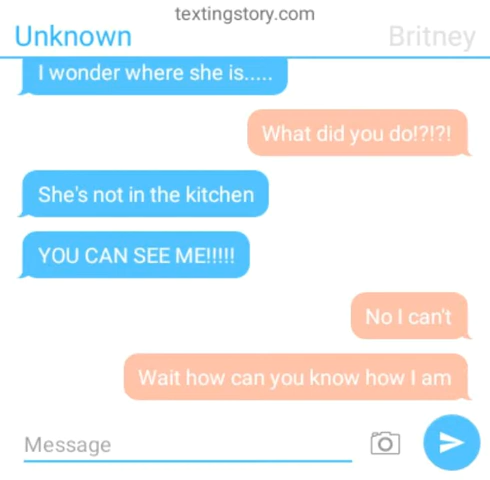 textingstory.com
Unknown
Britney
I wonder where she is.....
What did you do!?!?!
She's not in the kitchen
YOU CAN SEE ME!!!!!
No I can't
Wait how can you know how I am
Message